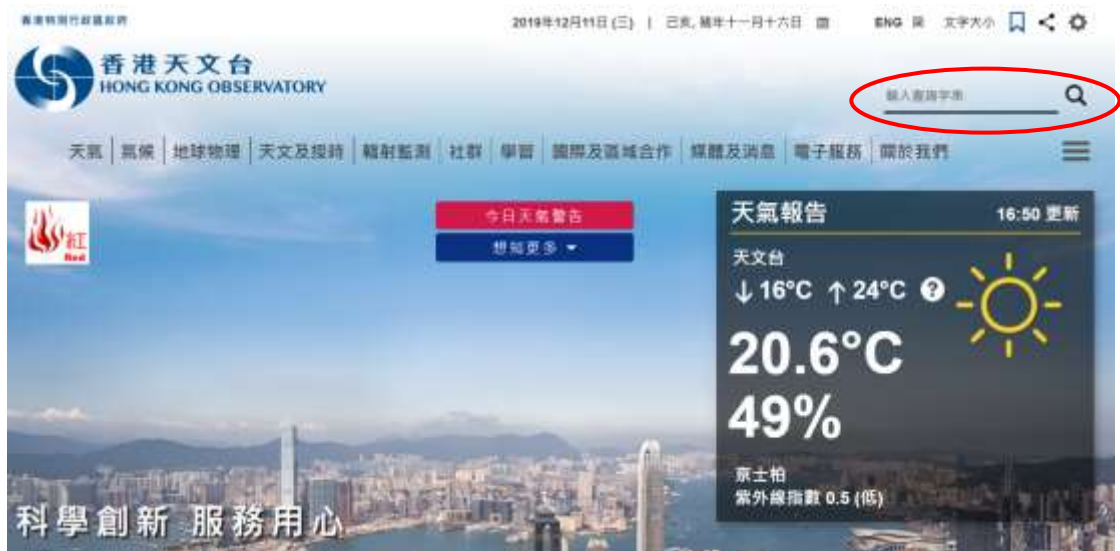 香港特別行政區政府
2019年12月11日 (三) | 己亥, 豬年十一月十六日
ENG 簡 文字大小
香港天文台
HONG KONG OBSERVATORY
輸入查詢字串
天氣 | 氣候 | 地球物理 | 天文及授時 | 輻射監測 | 社群 | 學習 | 國際及區域合作 | 媒體及消息 | 電子服務 | 關於我們
紅
Red
今日天氣警告
想知更多
天氣報告 16:50 更新
天文台
↓ 16°C ↑ 24°C ?
20.6°C
49%
京士柏
紫外線指數 0.5 (低)
科學創新 服務用心